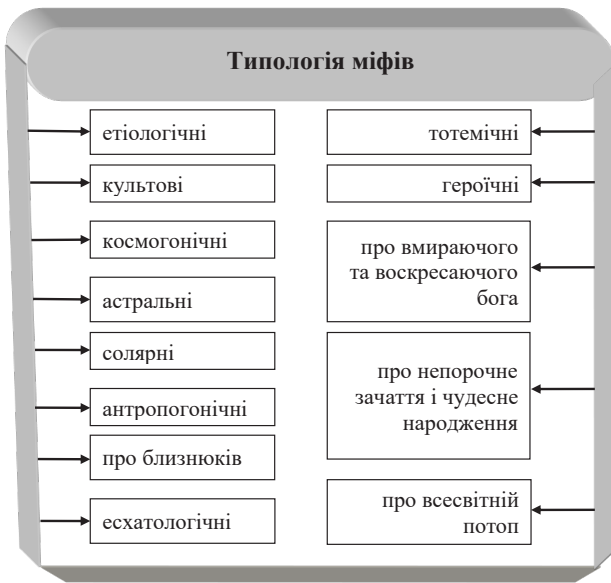 Типологія міфів
етіологічні
культові
космогонічні
астральні
солярні
антропогонічні
про близнюків
есхатологічні
тотемічні
героїчні
про вмираючого
та воскресаючого
бога
про непорочне
зачаття і чудесне
народження
про всесвітній
потоп